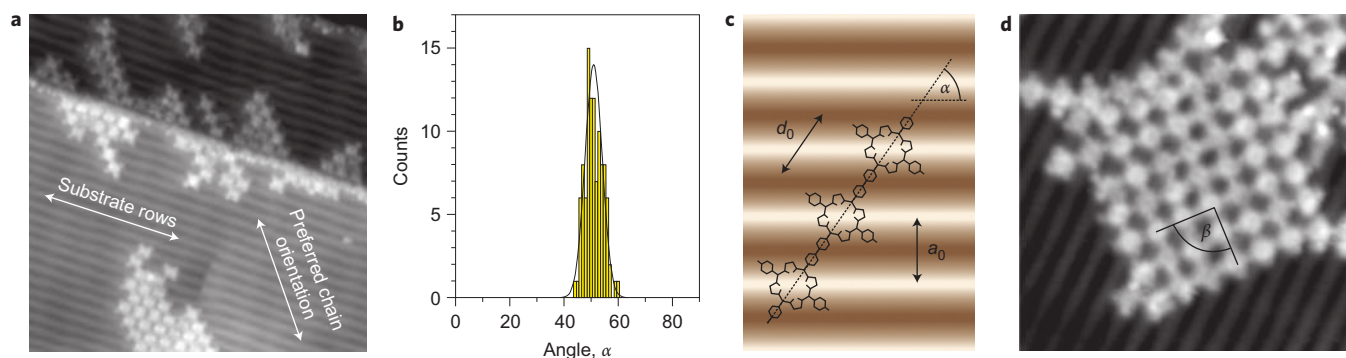 a
Substrate rows
Preferred chain
orientation
b
15
10
5
0
Counts
0 20 40 60 80
Angle, α
c
α
d₀
a₀
d
β